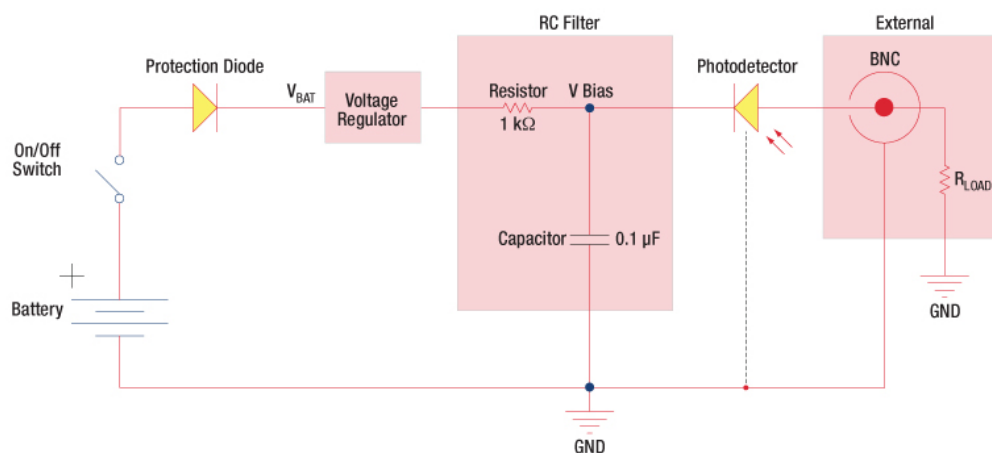 RC Filter
External
BNC
Protection Diode
Photodetector
V_BAT
Voltage
Regulator
Resistor
1 kΩ
V Bias
On/Off
Switch
R_LOAD
Capacitor
0.1 µF
+
Battery
GND
GND